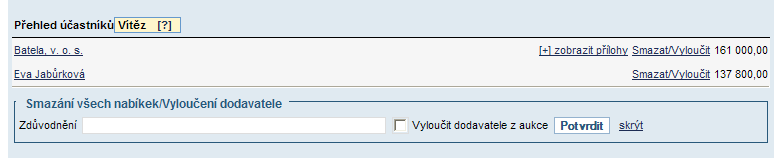 Přehled účastníků Vítěz [?]
Batela, v. o. s. [+] zobrazit přílohy Smazat/Vyloučit 161 000,00
Eva Jabůrková Smazat/Vyloučit 137 800,00
Smazání všech nabíkek/Vyloučení dodavatele
Zdůvodnění Vyloučit dodavatele z aukce Potvrdit skrýt